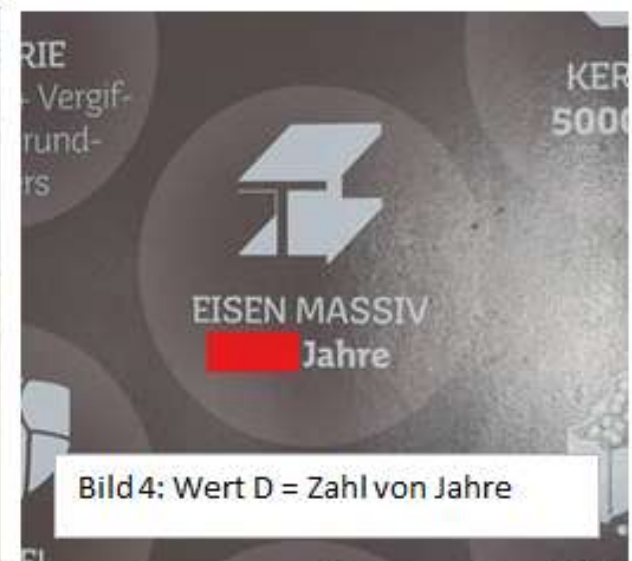 RIE
- Vergif-
rund-
rs
KER
5000
EISEN MASSIV
Jahre
Bild 4: Wert D = Zahl von Jahre